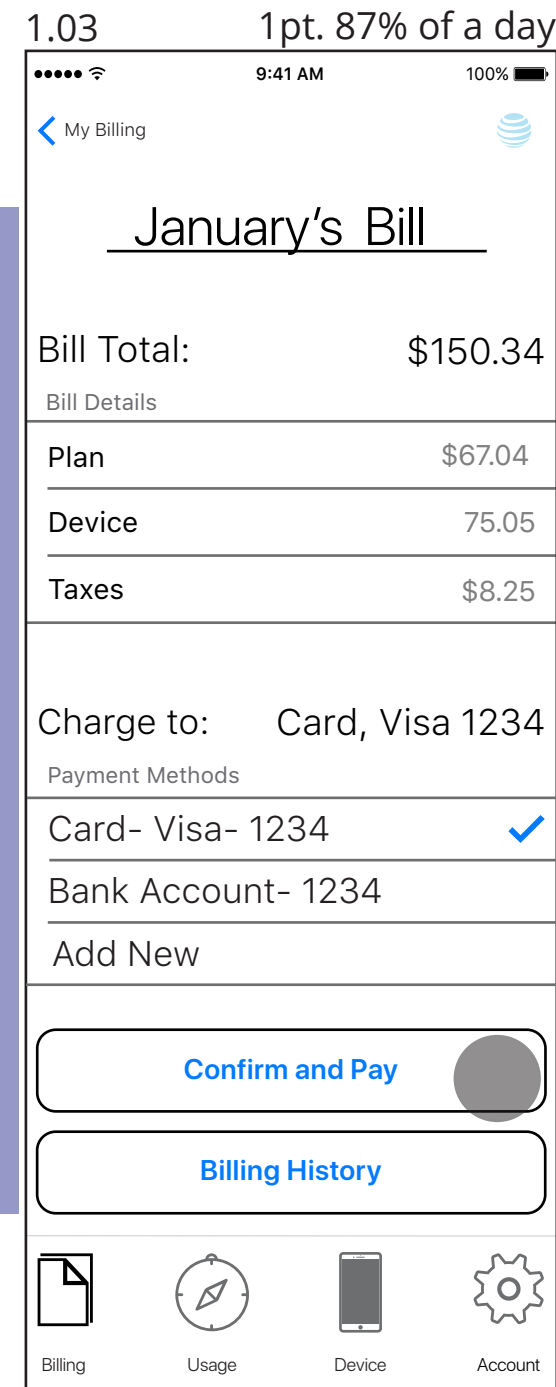 1.03 1pt. 87% of a day
9:41 AM 100%
My Billing
January's Bill
Bill Total: $150.34
Bill Details
Plan $67.04
Device 75.05
Taxes $8.25
Charge to: Card, Visa 1234
Payment Methods
Card- Visa- 1234
Bank Account- 1234
Add New
Confirm and Pay
Billing History
Billing Usage Device Account